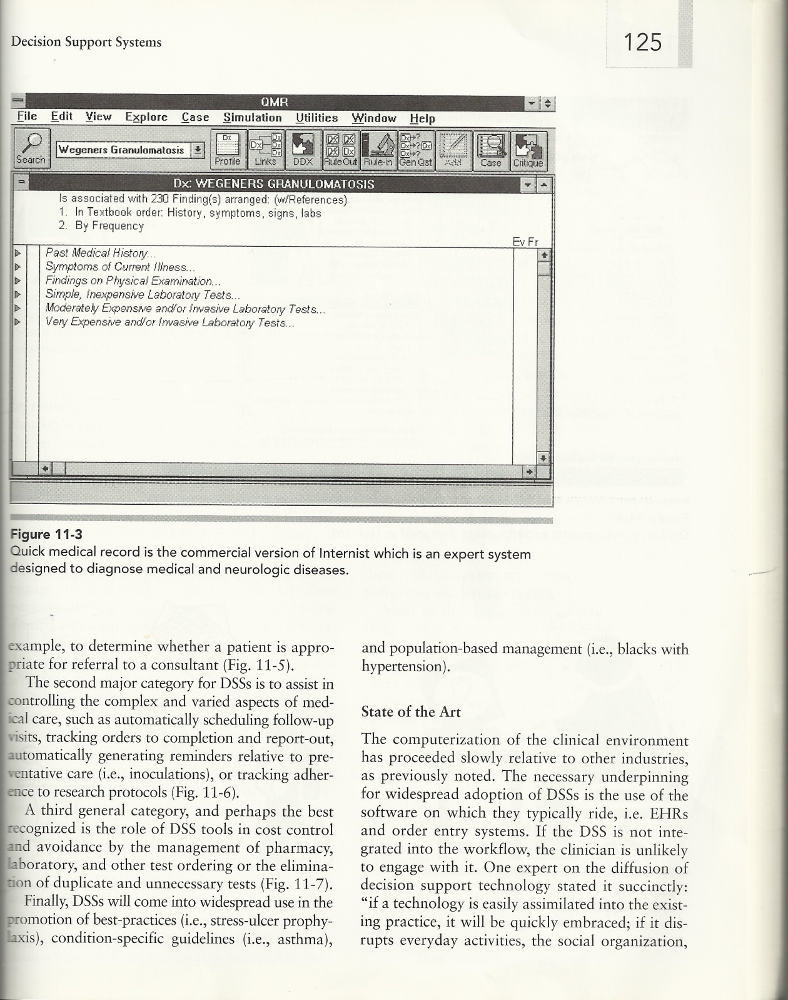 Decision Support Systems
125
QMR
File Edit View Explore Case Simulation Utilities Window Help
Search
Wegeners Granulomatosis
Dx
Profile
Dx Dx Dx Dx
Links
DDX
Dx Dx Dx Dx
RuleOut
Rule-in
Dx→? Dx→? Dx Dx→?
Gen Qst
Add
Case
Critique
Dx: WEGENERS GRANULOMATOSIS
Is associated with 230 Finding(s) arranged: (w/References)
1. In Textbook order: History, symptoms, signs, labs
2. By Frequency
Ev Fr
Past Medical History...
Symptoms of Current Illness...
Findings on Physical Examination...
Simple, Inexpensive Laboratory Tests...
Moderately Expensive and/or Invasive Laboratory Tests...
Very Expensive and/or Invasive Laboratory Tests...
Figure 11-3
Quick medical record is the commercial version of Internist which is an expert system
designed to diagnose medical and neurologic diseases.
example, to determine whether a patient is appro-
priate for referral to a consultant (Fig. 11-5).
The second major category for DSSs is to assist in
controlling the complex and varied aspects of med-
ical care, such as automatically scheduling follow-up
visits, tracking orders to completion and report-out,
automatically generating reminders relative to pre-
ventative care (i.e., inoculations), or tracking adher-
ence to research protocols (Fig. 11-6).
A third general category, and perhaps the best
recognized is the role of DSS tools in cost control
and avoidance by the management of pharmacy,
laboratory, and other test ordering or the elimina-
tion of duplicate and unnecessary tests (Fig. 11-7).
Finally, DSSs will come into widespread use in the
promotion of best-practices (i.e., stress-ulcer prophy-
laxis), condition-specific guidelines (i.e., asthma),
and population-based management (i.e., blacks with
hypertension).
State of the Art
The computerization of the clinical environment
has proceeded slowly relative to other industries,
as previously noted. The necessary underpinning
for widespread adoption of DSSs is the use of the
software on which they typically ride, i.e. EHRs
and order entry systems. If the DSS is not inte-
grated into the workflow, the clinician is unlikely
to engage with it. One expert on the diffusion of
decision support technology stated it succinctly:
“if a technology is easily assimilated into the exist-
ing practice, it will be quickly embraced; if it dis-
rupts everyday activities, the social organization,